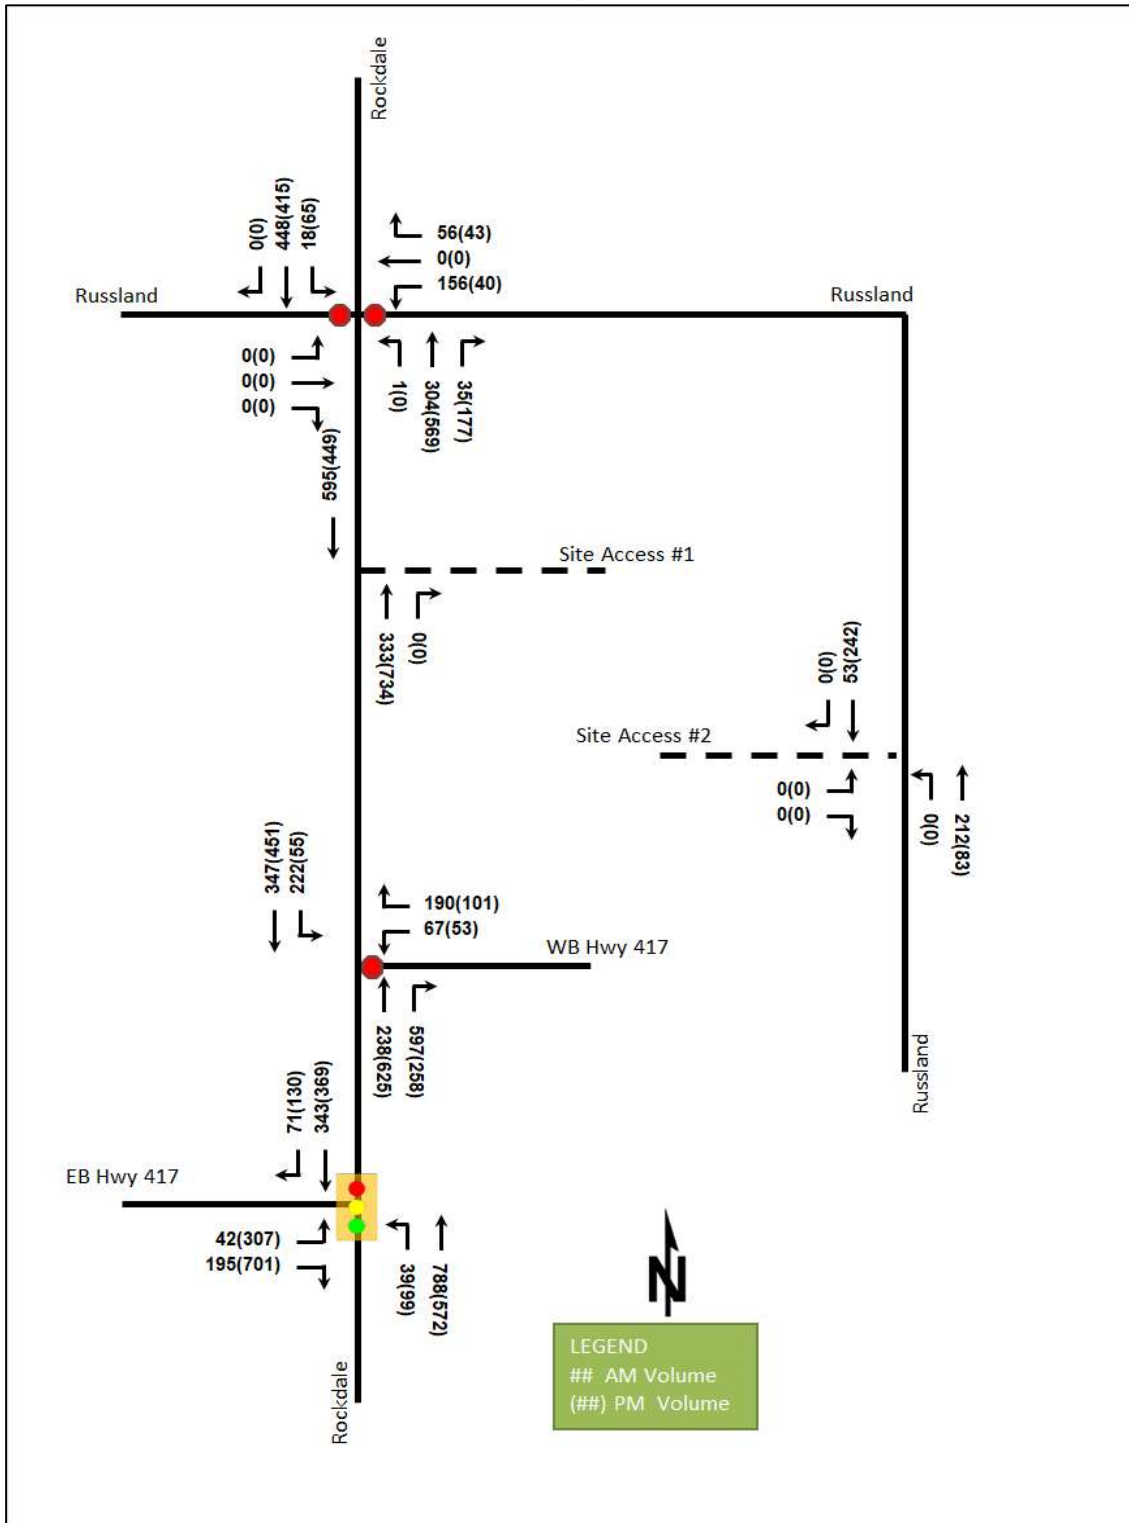 Rockdale
0(0)
448(415)
18(65)
56(43)
0(0)
156(40)
Russland
Russland
0(0)
0(0)
0(0)
1(0)
304(569)
35(177)
595(449)
Site Access #1
333(734)
0(0)
0(0)
53(242)
Site Access #2
0(0)
0(0)
0(0)
212(83)
347(451)
222(55)
190(101)
67(53)
WB Hwy 417
238(625)
597(258)
Russland
71(130)
343(369)
EB Hwy 417
42(307)
195(701)
39(99)
788(572)
N
LEGEND
## AM Volume
(##) PM Volume
Rockdale